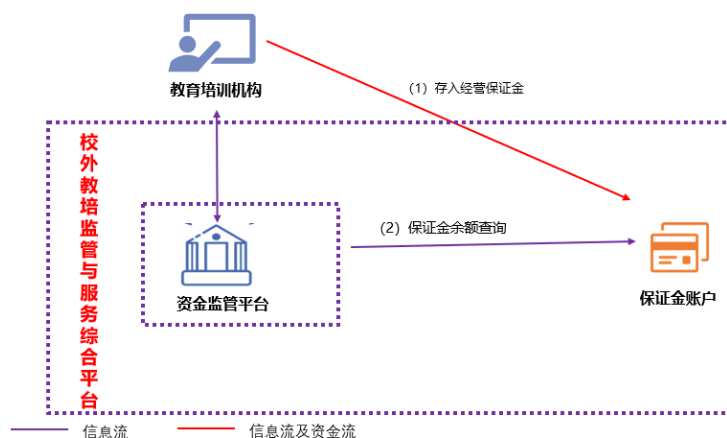 教育培训机构
(1) 存入经营保证金
校外教培监管与服务综合平台
(2) 保证金余额查询
资金监管平台
保证金账户
信息流
信息流及资金流